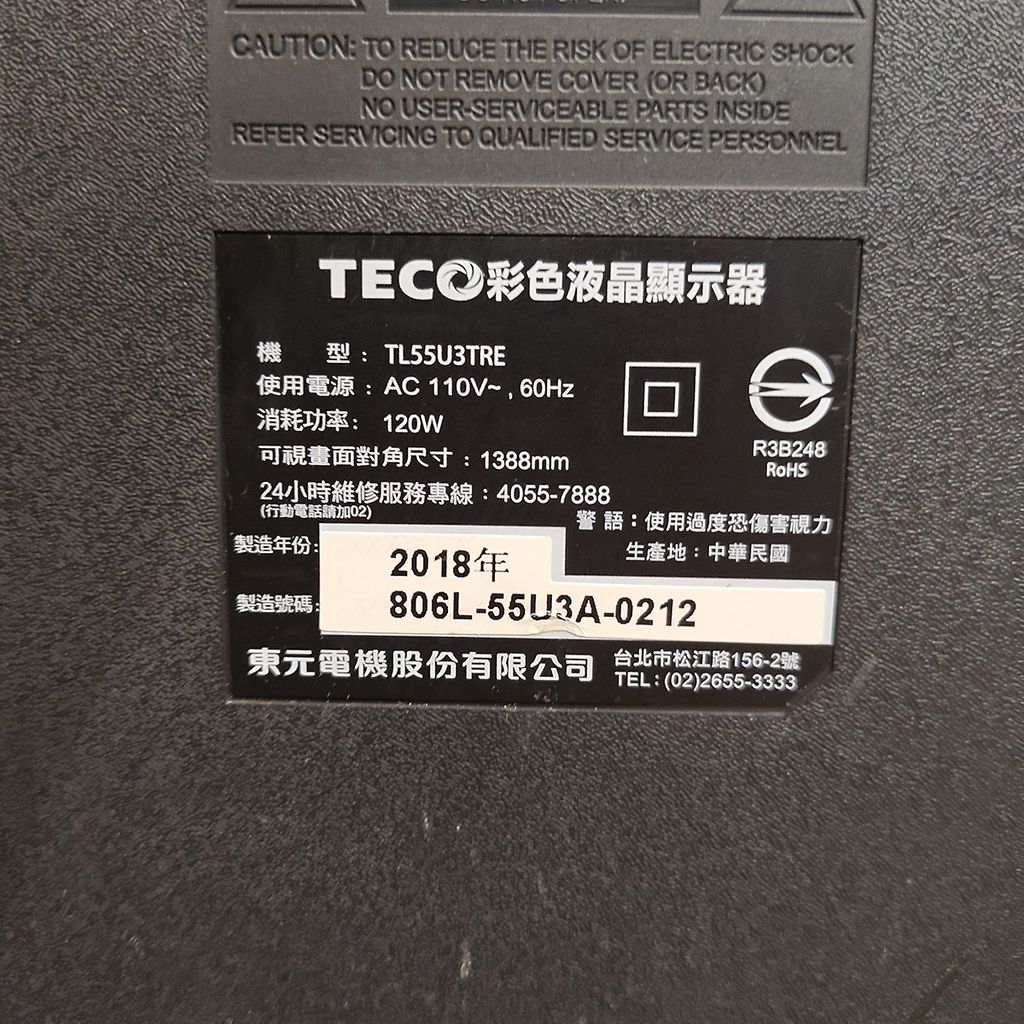 CAUTION: TO REDUCE THE RISK OF ELECTRIC SHOCK
DO NOT REMOVE COVER (OR BACK)
NO USER-SERVICEABLE PARTS INSIDE
REFER SERVICING TO QUALIFIED SERVICE PERSONNEL
TECO彩色液晶顯示器
機 型: TL55U3TRE
使用電源: AC 110V~, 60Hz
消耗功率: 120W
可視畫面對角尺寸: 1388mm
24小時維修服務專線: 4055-7888
(行動電話請加02)
R3B248
RoHS
警 語: 使用過度恐傷害視力
生產地: 中華民國
製造年份: 2018年
製造號碼: 806L-55U3A-0212
東元電機股份有限公司
台北市松江路156-2號
TEL: (02)2655-3333